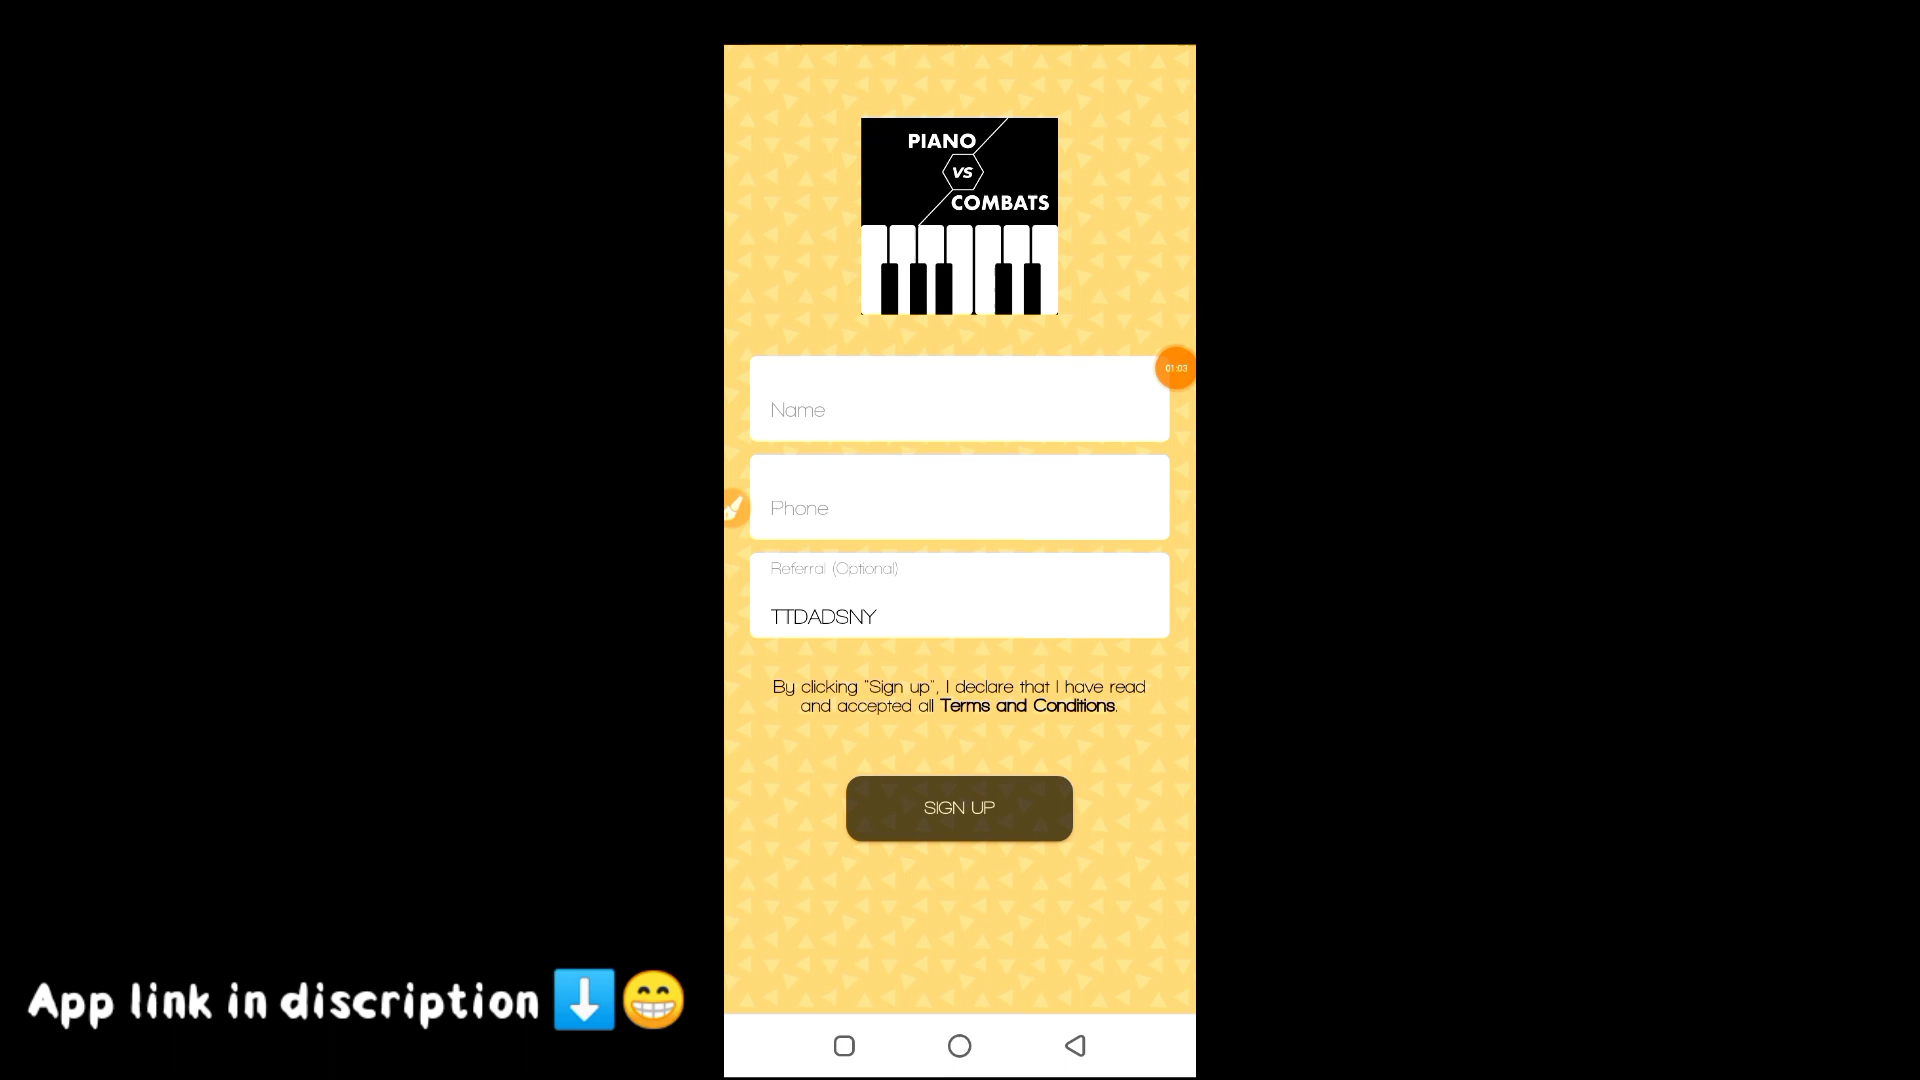 PIANO
VS
COMBATS
01:03
Name
Phone
Referral (Optional)
TTDADSNY
By clicking "Sign up", I declare that I have read
and accepted all Terms and Conditions.
SIGN UP
App link in discription ⬇️😁